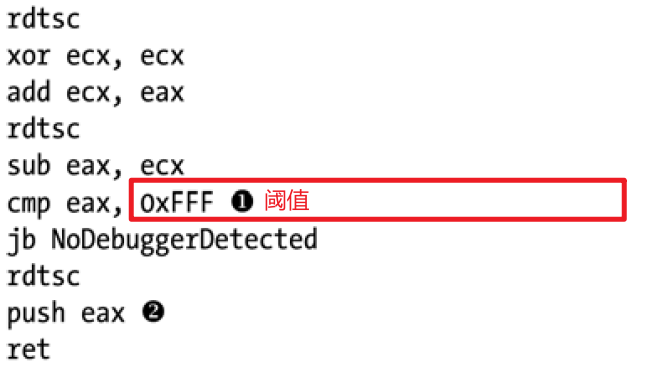 rdtsc
xor ecx, ecx
add ecx, eax
rdtsc
sub eax, ecx
cmp eax, 0xFFF ❶ 阈值
jb NoDebuggerDetected
rdtsc
push eax ❷
ret